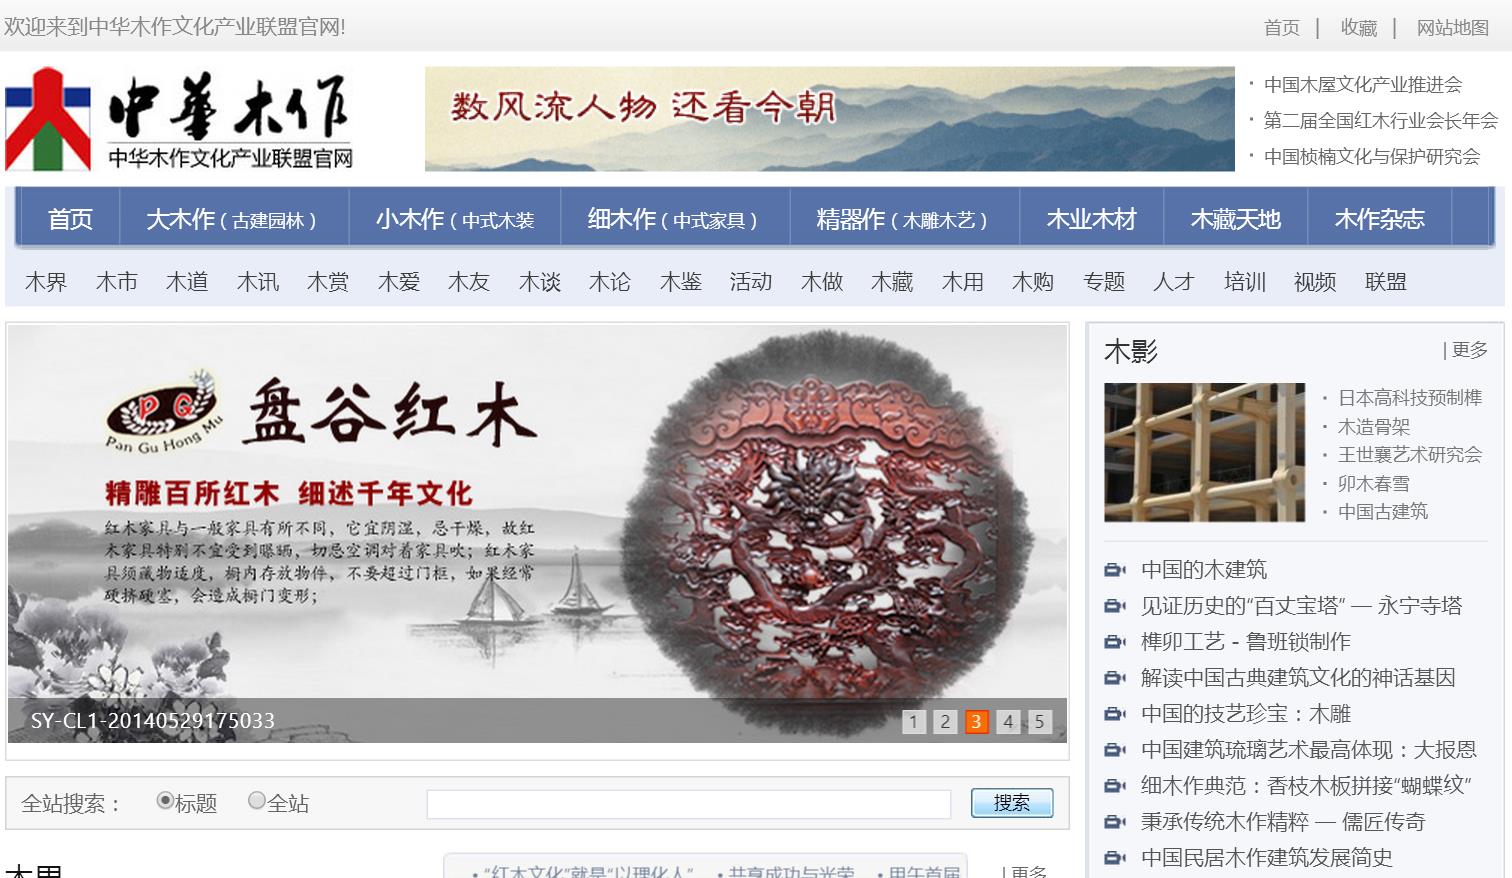 欢迎来到中华木作文化产业联盟官网!
首页 | 收藏 | 网站地图
中華木作
中华木作文化产业联盟官网
数风流人物 还看今朝
· 中国木屋文化产业推进会
· 第二届全国红木行业会长年会
· 中国桢楠文化与保护研究会
首页 大木作（古建园林） 小木作（中式木装 细木作（中式家具） 精器作（木雕木艺） 木业木材 木藏天地 木作杂志
木界 木市 木道 木讯 木赏 木爱 木友 木谈 木论 木鉴 活动 木做 木藏 木用 木购 专题 人才 培训 视频 联盟
PG
Pan Gu Hong Mu
盘谷红木
精雕百所红木 细述千年文化
红木家具与一般家具有所不同，它宜阴湿，忌干燥，故红
木家具特别不宜受到曝晒，切忌空调对着家具吹；红木家
具须藏物适度，橱内存放物件，不要超过门框，如果经常
硬挤硬塞，会造成橱门变形；
SY-CL1-20140529175033
1 2 3 4 5
木影 | 更多
· 日本高科技预制榫
· 木造骨架
· 王世襄艺术研究会
· 卯木春雪
· 中国古建筑
中国的木建筑
见证历史的“百丈宝塔” — 永宁寺塔
榫卯工艺 - 鲁班锁制作
解读中国古典建筑文化的神话基因
中国的技艺珍宝：木雕
中国建筑琉璃艺术最高体现：大报恩
细木作典范：香枝木板拼接“蝴蝶纹”
秉承传统木作精粹 — 儒匠传奇
中国民居木作建筑发展简史
全站搜索： 标题 全站 搜索
木界 · “红木文化”就是“以理化人” · 共享成功与光荣 · 甲午首届 | 更多